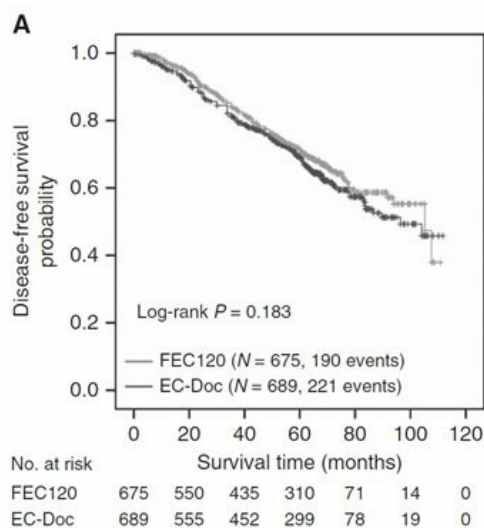 A
Disease-free survival
probability
1.0
0.8
0.6
0.4
0.2
0.0
Log-rank P = 0.183
FEC120 (N = 675, 190 events)
EC-Doc (N = 689, 221 events)
0 20 40 60 80 100 120
No. at risk Survival time (months)
FEC120 675 550 435 310 71 14 0
EC-Doc 689 555 452 299 78 19 0